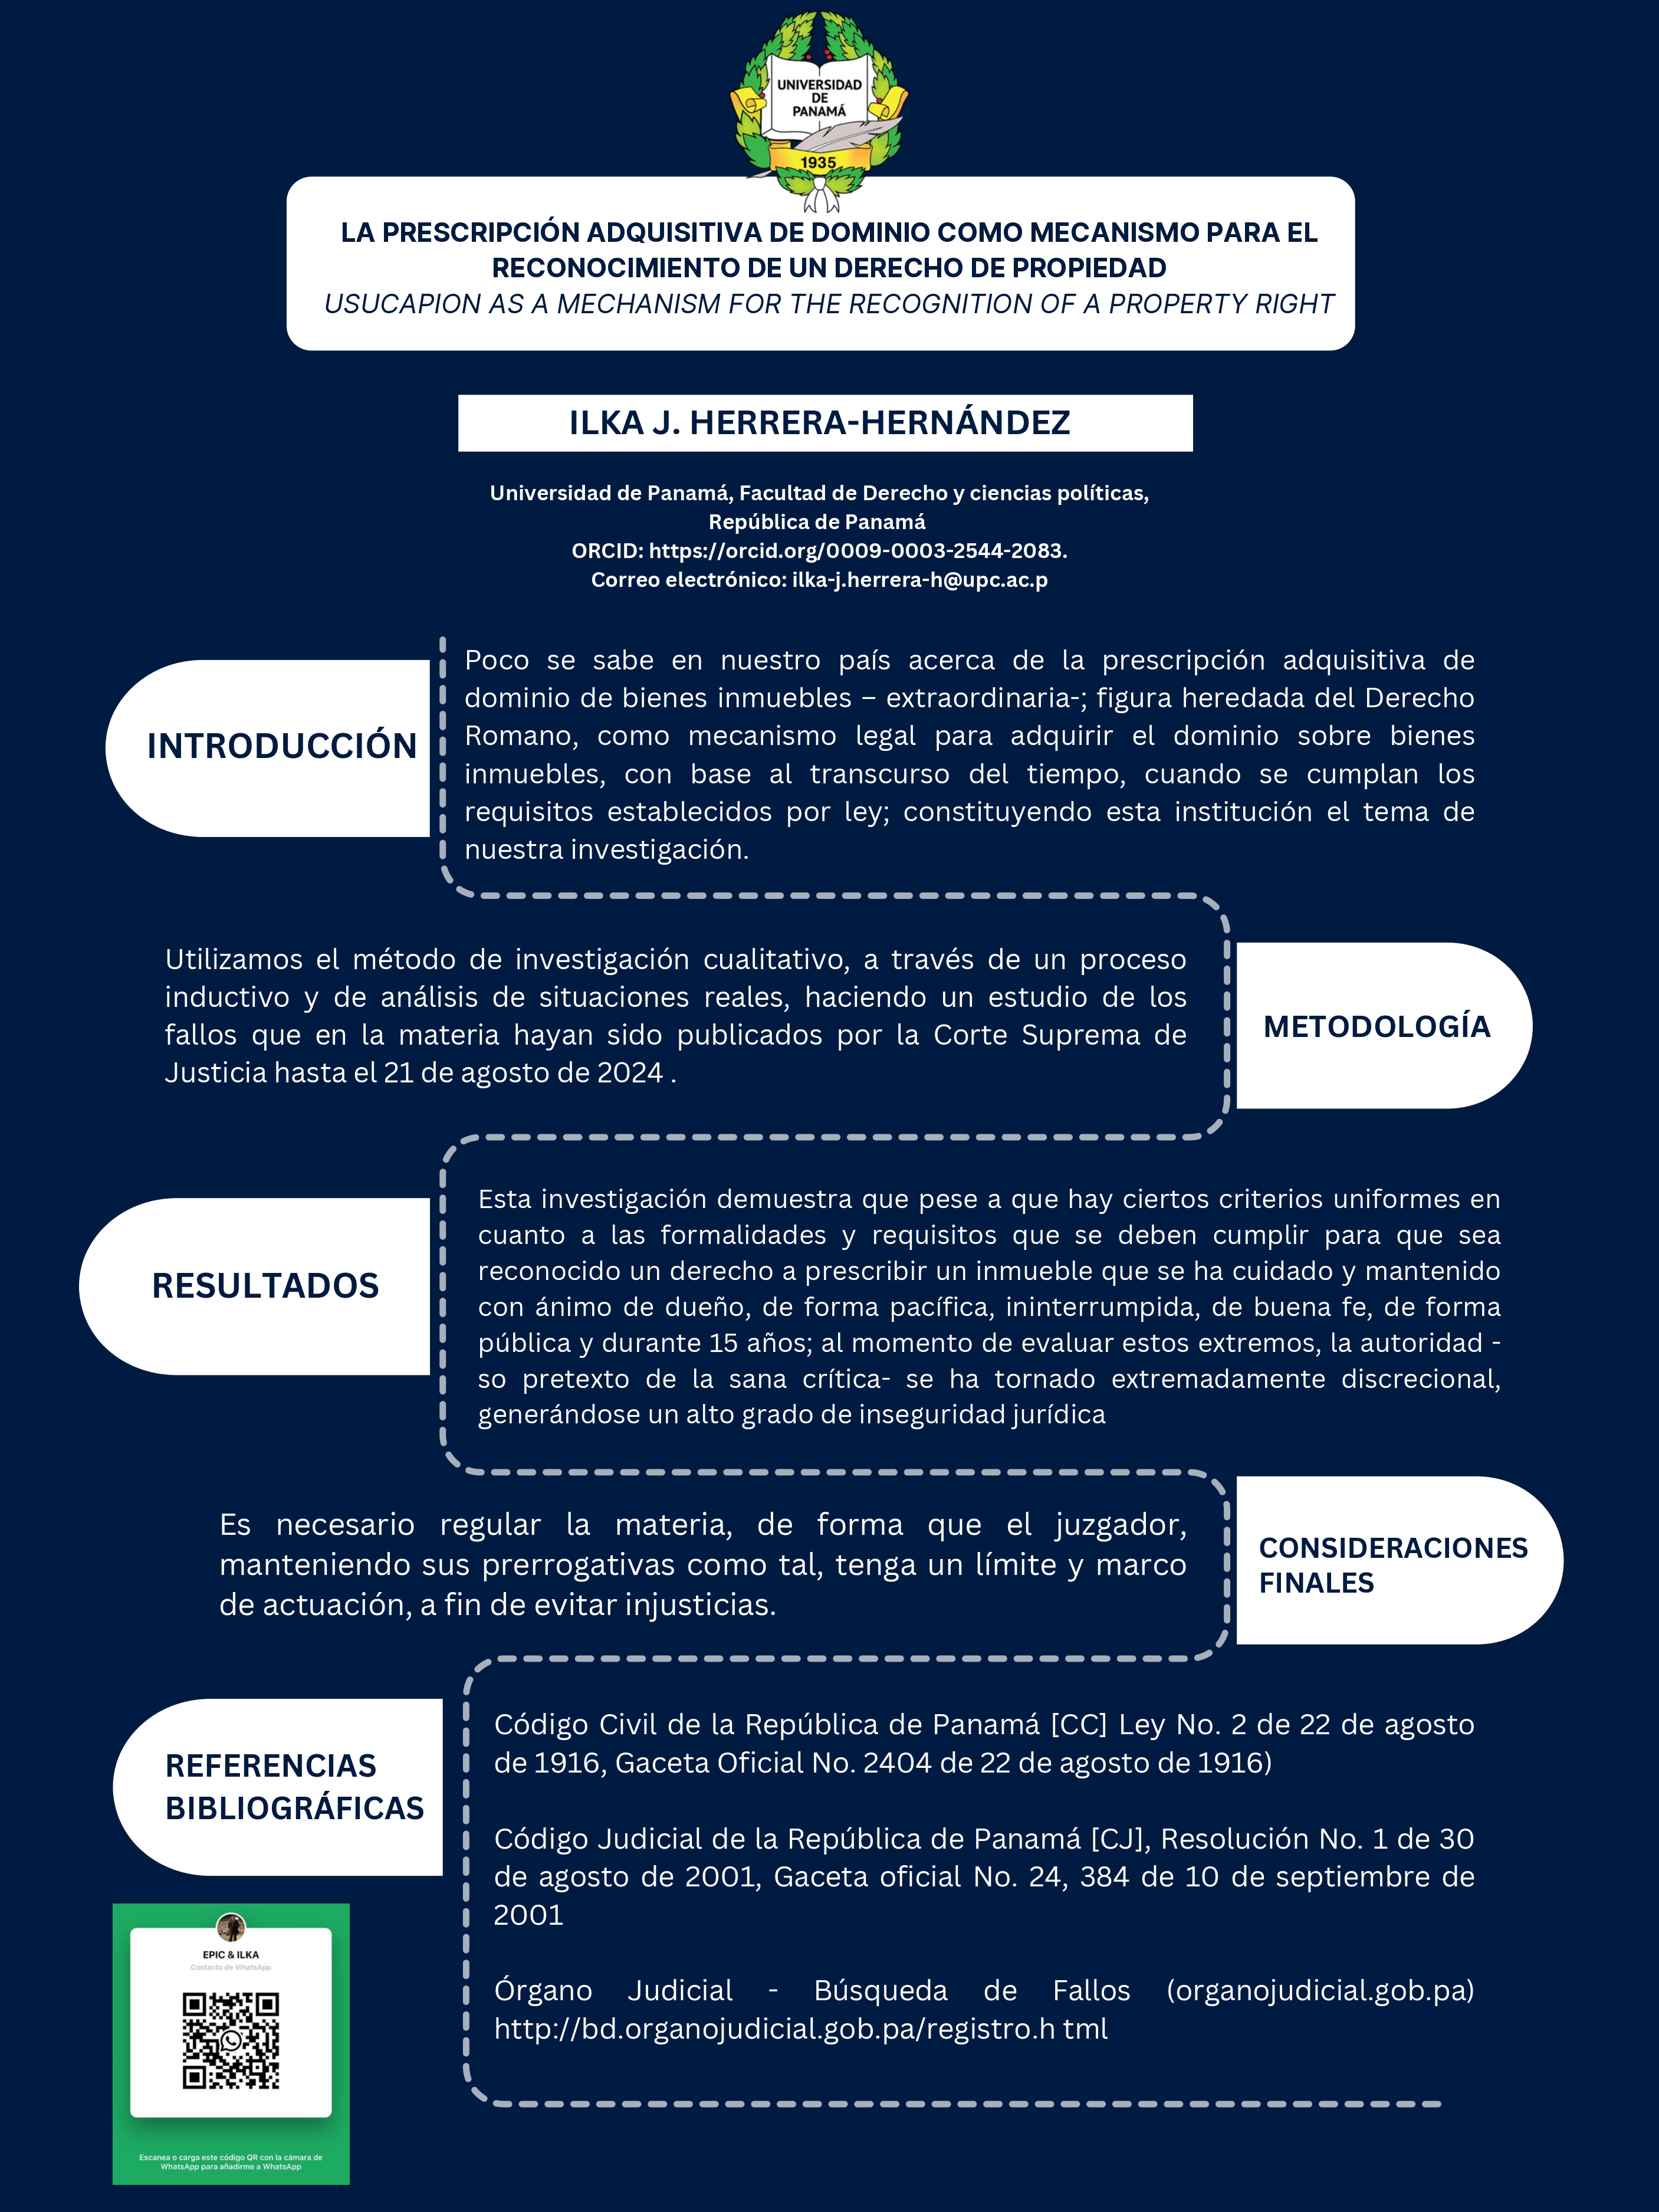 UNIVERSIDAD
DE
PANAMÁ
1935
LA PRESCRIPCIÓN ADQUISITIVA DE DOMINIO COMO MECANISMO PARA EL
RECONOCIMIENTO DE UN DERECHO DE PROPIEDAD
USUCAPION AS A MECHANISM FOR THE RECOGNITION OF A PROPERTY RIGHT
ILKA J. HERRERA-HERNÁNDEZ
Universidad de Panamá, Facultad de Derecho y ciencias políticas,
República de Panamá
ORCID: https://orcid.org/0009-0003-2544-2083.
Correo electrónico: ilka-j.herrera-h@upc.ac.p
INTRODUCCIÓN
Poco se sabe en nuestro país acerca de la prescripción adquisitiva de
dominio de bienes inmuebles – extraordinaria-; figura heredada del Derecho
Romano, como mecanismo legal para adquirir el dominio sobre bienes
inmuebles, con base al transcurso del tiempo, cuando se cumplan los
requisitos establecidos por ley; constituyendo esta institución el tema de
nuestra investigación.
Utilizamos el método de investigación cualitativo, a través de un proceso
inductivo y de análisis de situaciones reales, haciendo un estudio de los
fallos que en la materia hayan sido publicados por la Corte Suprema de
Justicia hasta el 21 de agosto de 2024 .
METODOLOGÍA
RESULTADOS
Esta investigación demuestra que pese a que hay ciertos criterios uniformes en
cuanto a las formalidades y requisitos que se deben cumplir para que sea
reconocido un derecho a prescribir un inmueble que se ha cuidado y mantenido
con ánimo de dueño, de forma pacífica, ininterrumpida, de buena fe, de forma
pública y durante 15 años; al momento de evaluar estos extremos, la autoridad -
so pretexto de la sana crítica- se ha tornado extremadamente discrecional,
generándose un alto grado de inseguridad jurídica
Es necesario regular la materia, de forma que el juzgador,
manteniendo sus prerrogativas como tal, tenga un límite y marco
de actuación, a fin de evitar injusticias.
CONSIDERACIONES
FINALES
REFERENCIAS
BIBLIOGRÁFICAS
Código Civil de la República de Panamá [CC] Ley No. 2 de 22 de agosto
de 1916, Gaceta Oficial No. 2404 de 22 de agosto de 1916)
Código Judicial de la República de Panamá [CJ], Resolución No. 1 de 30
de agosto de 2001, Gaceta oficial No. 24, 384 de 10 de septiembre de
2001
Órgano Judicial - Búsqueda de Fallos (organojudicial.gob.pa)
http://bd.organojudicial.gob.pa/registro.h tml
EPIC & ILKA
Contacto de WhatsApp
Escanea o carga este código QR con la cámara de
WhatsApp para añadirme a WhatsApp